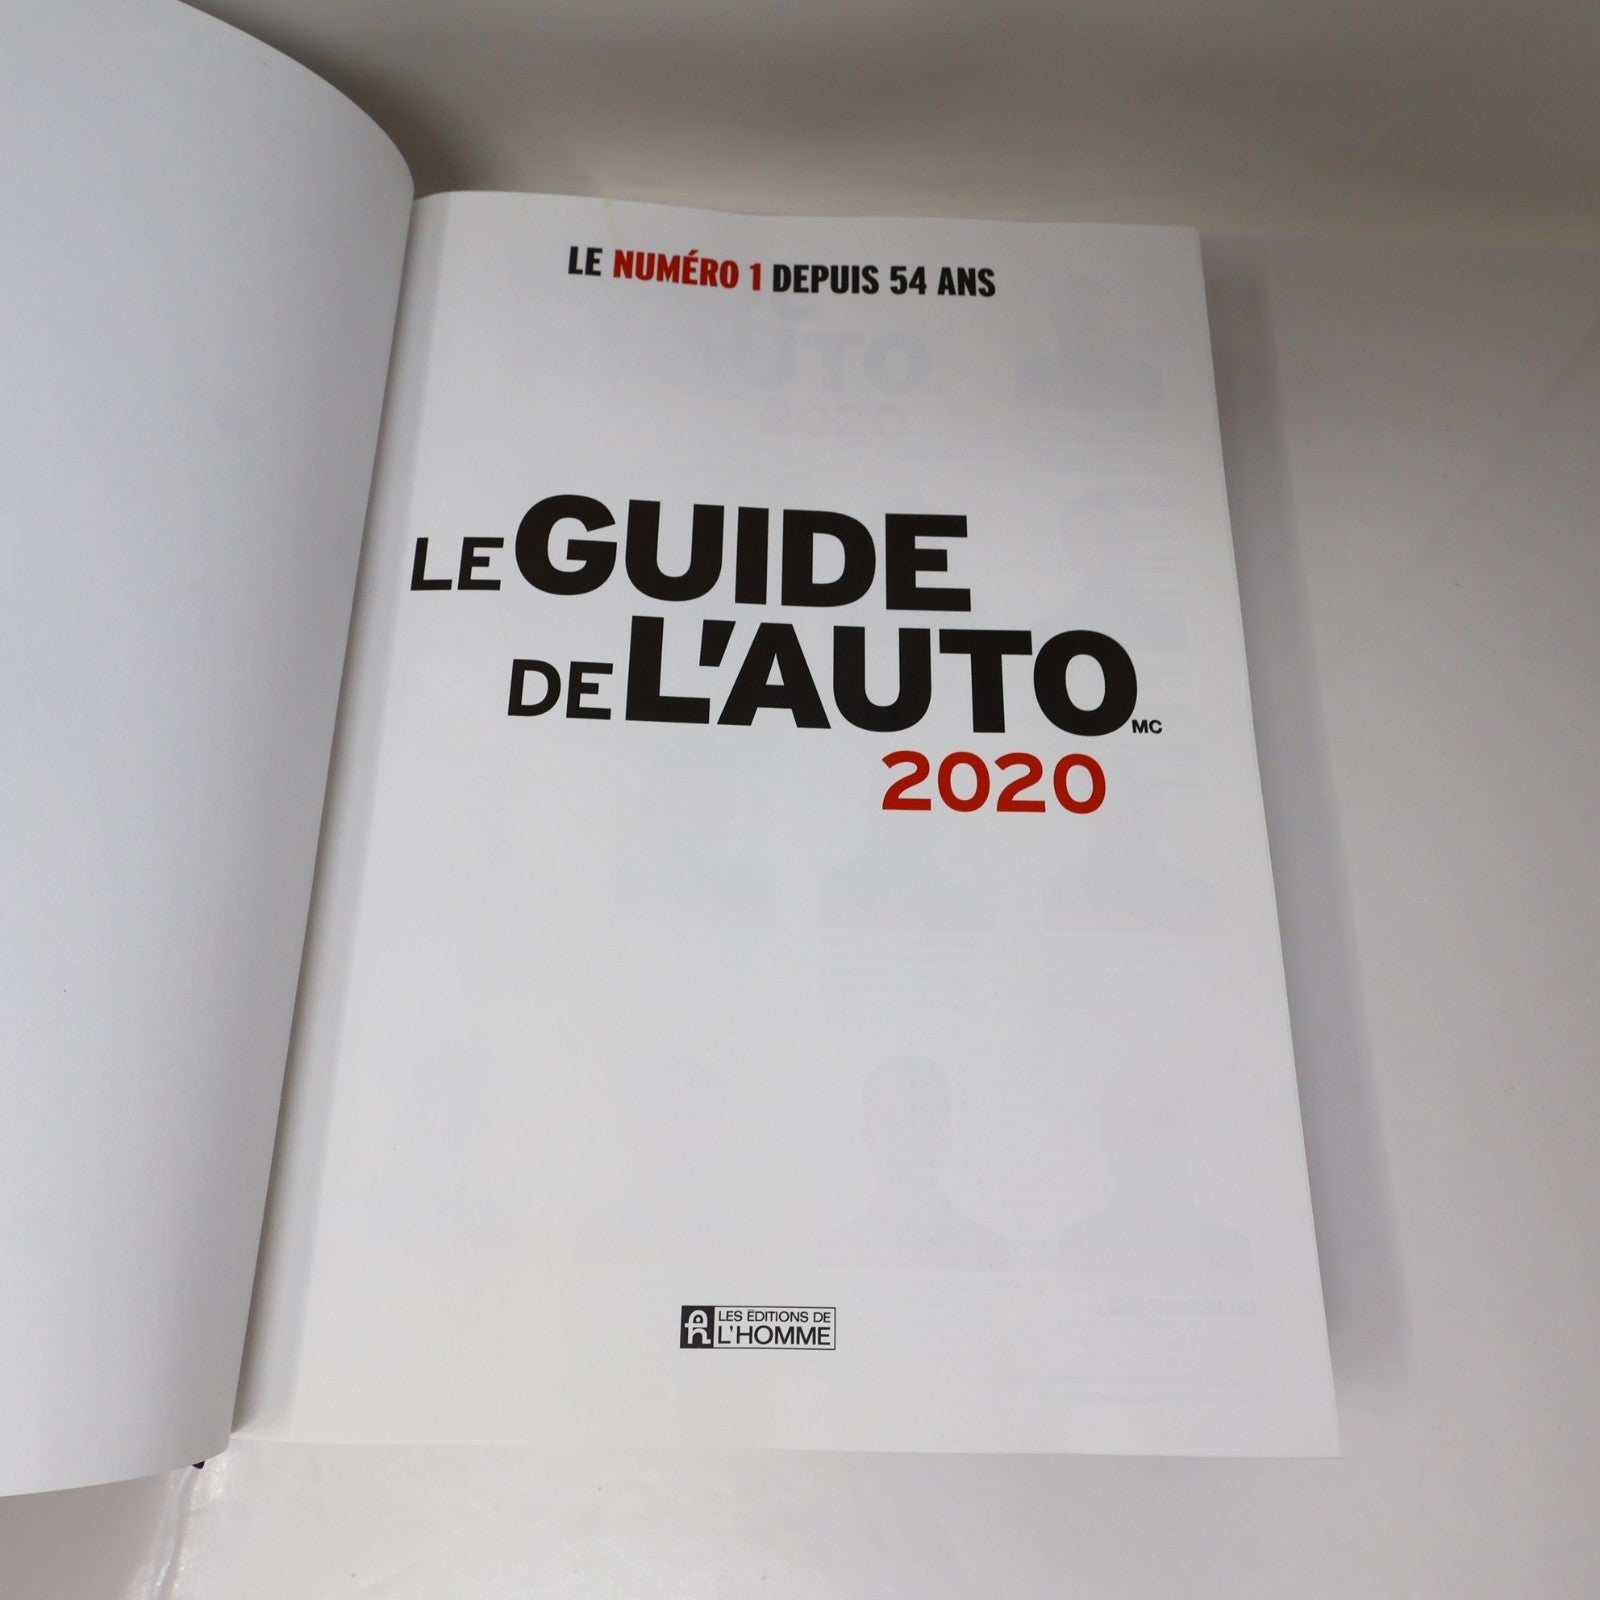 LE NUMÉRO 1 DEPUIS 54 ANS
LE GUIDE
DE L'AUTO MC
2020
LES ÉDITIONS DE
L'HOMME